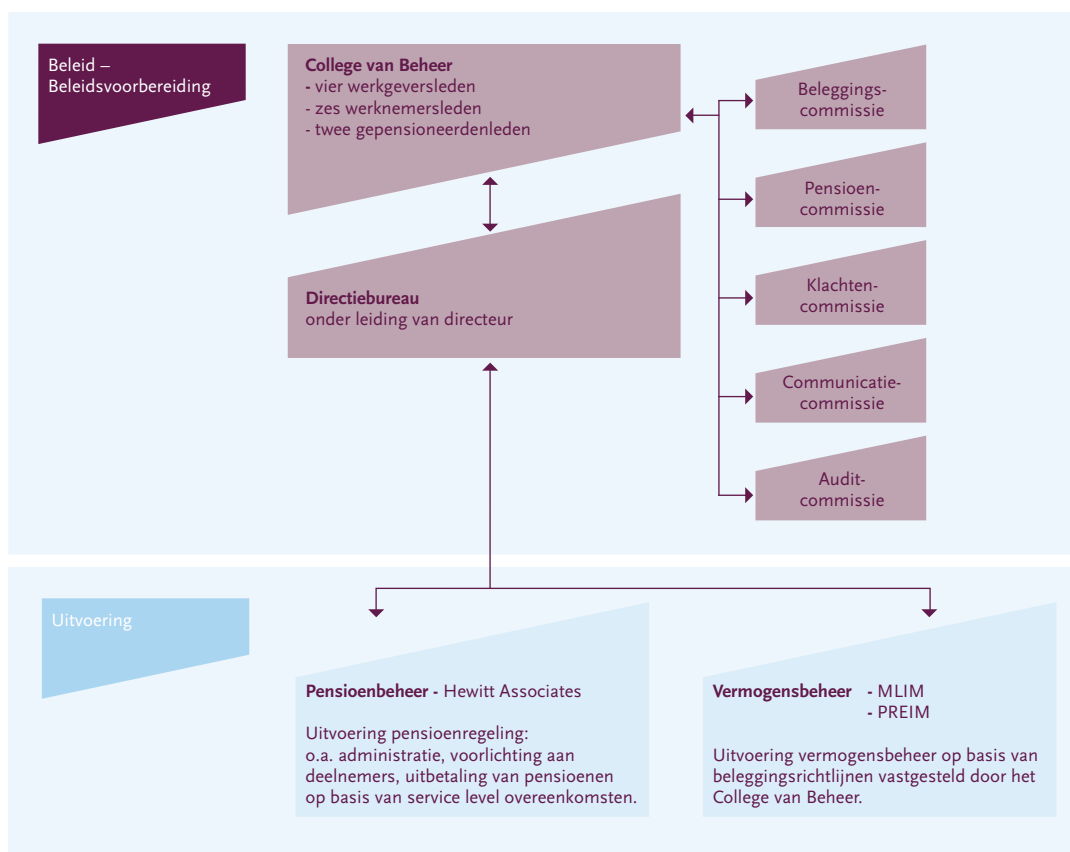 Beleid –
Beleidsvoorbereiding
College van Beheer
- vier werkgeversleden
- zes werknemersleden
- twee gepensioneerdenleden
Directiebureau
onder leiding van directeur
Beleggings-
commissie
Pensioen-
commissie
Klachten-
commissie
Communicatie-
commissie
Audit-
commissie
Uitvoering
Pensioenbeheer - Hewitt Associates
Uitvoering pensioenregeling:
o.a. administratie, voorlichting aan
deelnemers, uitbetaling van pensioenen
op basis van service level overeenkomsten.
Vermogensbeheer - MLIM
- PREIM
Uitvoering vermogensbeheer op basis van
beleggingsrichtlijnen vastgesteld door het
College van Beheer.